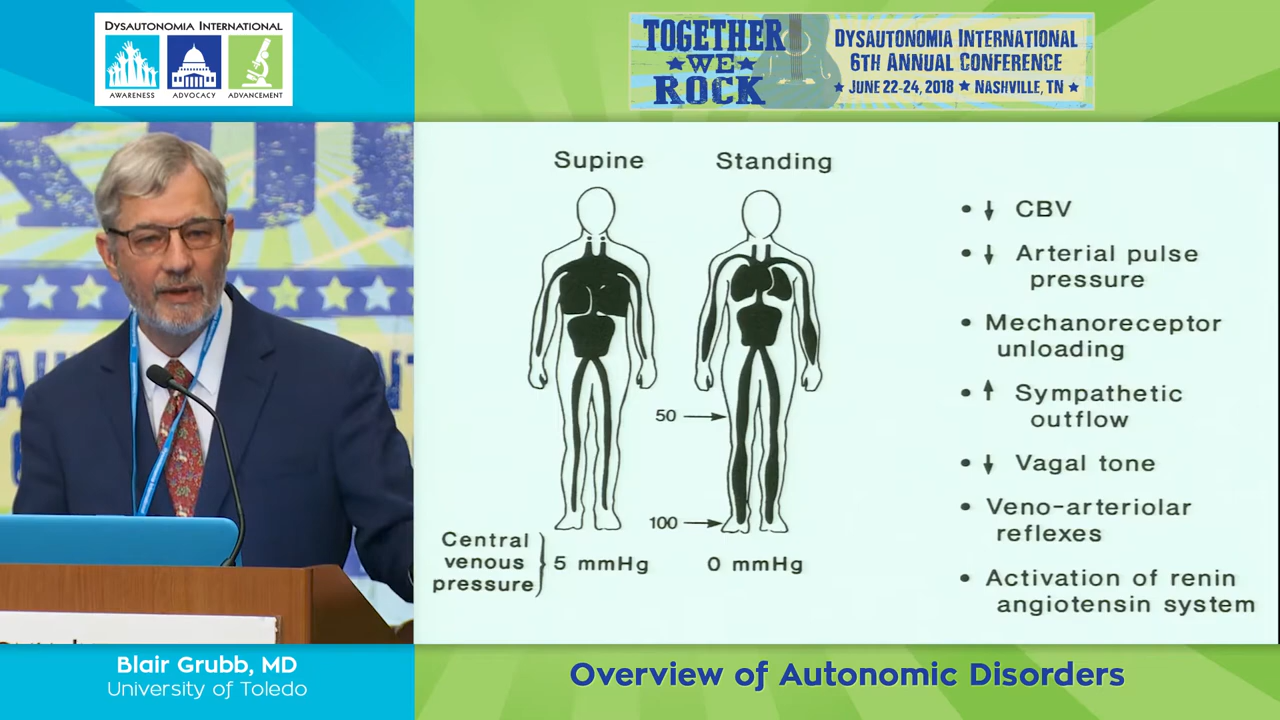 DYSAUTONOMIA INTERNATIONAL
AWARENESS
ADVOCACY
ADVANCEMENT
TOGETHER
WE
ROCK
DYSAUTONOMIA INTERNATIONAL
6TH ANNUAL CONFERENCE
JUNE 22-24, 2018 ★ NASHVILLE, TN
Supine
Standing
50
100
Central
venous
pressure
5 mmHg
0 mmHg
• ↓ CBV
• ↓ Arterial pulse
pressure
• Mechanoreceptor
unloading
• ↑ Sympathetic
outflow
• ↓ Vagal tone
• Veno-arteriolar
reflexes
• Activation of renin
angiotensin system
Blair Grubb, MD
University of Toledo
Overview of Autonomic Disorders